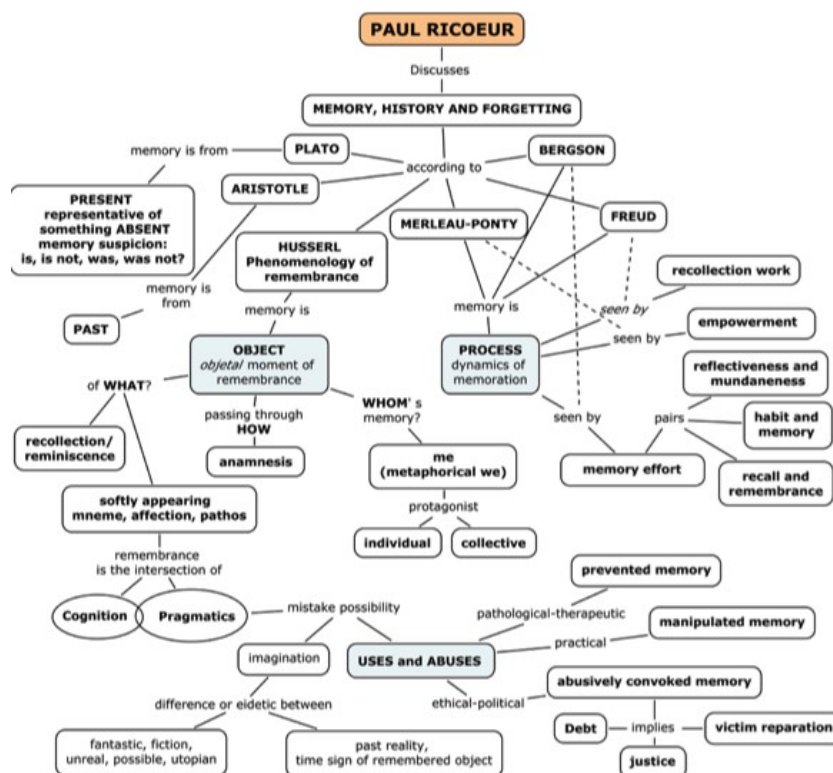 PAUL RICOEUR
Discusses
MEMORY, HISTORY AND FORGETTING
memory is from
PLATO
according to
BERGSON
ARISTOTLE
PRESENT
representative of
something ABSENT
memory suspicion:
is, is not, was, was not?
MERLEAU-PONTY
FREUD
HUSSERL
Phenomenology of
remembrance
memory is
from
PAST
memory is
memory is
seen by
recollection work
seen by
empowerment
OBJECT
objetal moment of
remembrance
PROCESS
dynamics of
memoration
of WHAT?
passing through
HOW
anamnesis
WHOM's
memory?
recollection/
reminiscence
me
(metaphorical we)
seen by
pairs
reflectiveness and
mundaneness
habit and
memory
memory effort
recall and
remembrance
softly appearing
mneme, affection, pathos
protagonist
individual
collective
remembrance
is the intersection of
Cognition
Pragmatics
mistake possibility
prevented memory
pathological-therapeutic
manipulated memory
practical
imagination
USES and ABUSES
abusively convoked memory
ethical-political
difference or eidetic between
fantastic, fiction,
unreal, possible, utopian
past reality,
time sign of remembered object
Debt
implies
victim reparation
justice